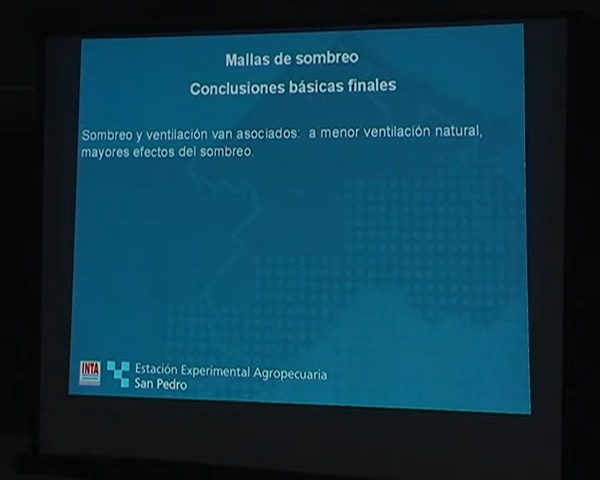 Mallas de sombreo
Conclusiones básicas finales
Sombreo y ventilación van asociados: a menor ventilación natural,
mayores efectos del sombreo.
INTA
Estación Experimental Agropecuaria
San Pedro